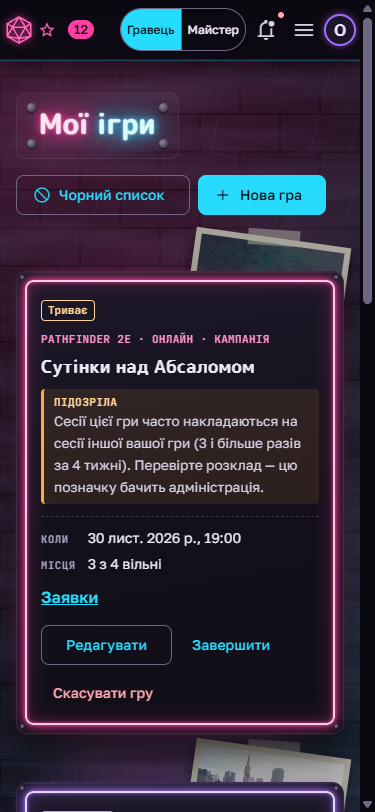 12
Гравець
Майстер
О
Мої ігри
Чорний список
Нова гра
Триває
PATHFINDER 2E · ОНЛАЙН · КАМПАНІЯ
Сутінки над Абсаломом
ПІДОЗРІЛА
Сесії цієї гри часто накладаються на
сесії іншої вашої гри (3 і більше разів
за 4 тижні). Перевірте розклад — цю
позначку бачить адміністрація.
КОЛИ 30 лист. 2026 р., 19:00
МІСЦЯ 3 з 4 вільні
Заявки
Редагувати
Завершити
Скасувати гру